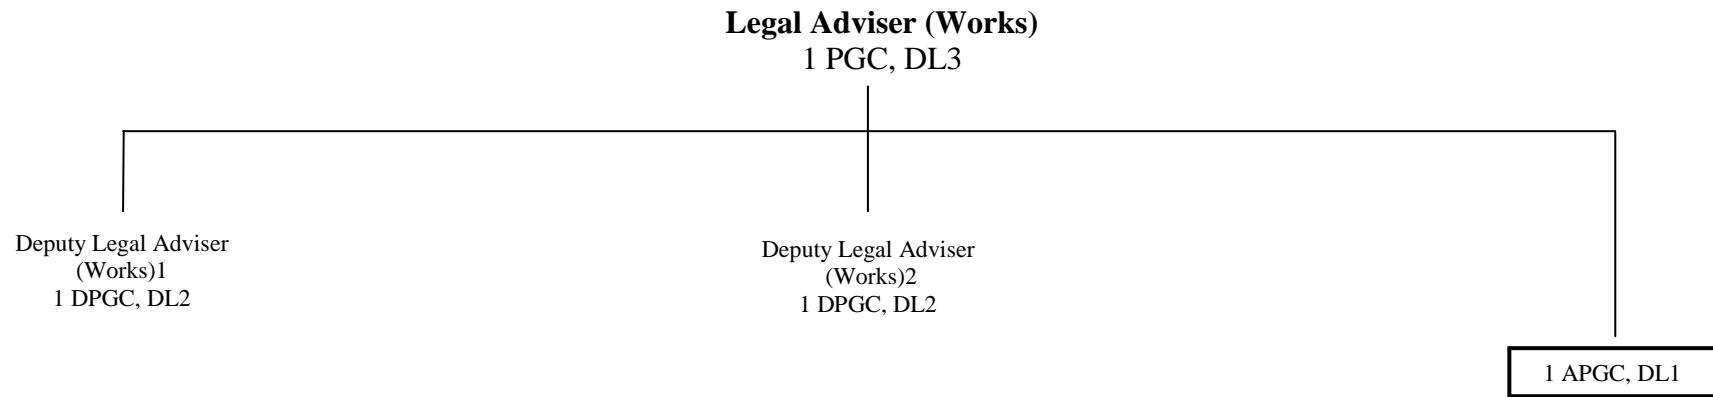 Legal Adviser (Works)
1 PGC, DL3
Deputy Legal Adviser
(Works)1
1 DPGC, DL2
Deputy Legal Adviser
(Works)2
1 DPGC, DL2
1 APGC, DL1